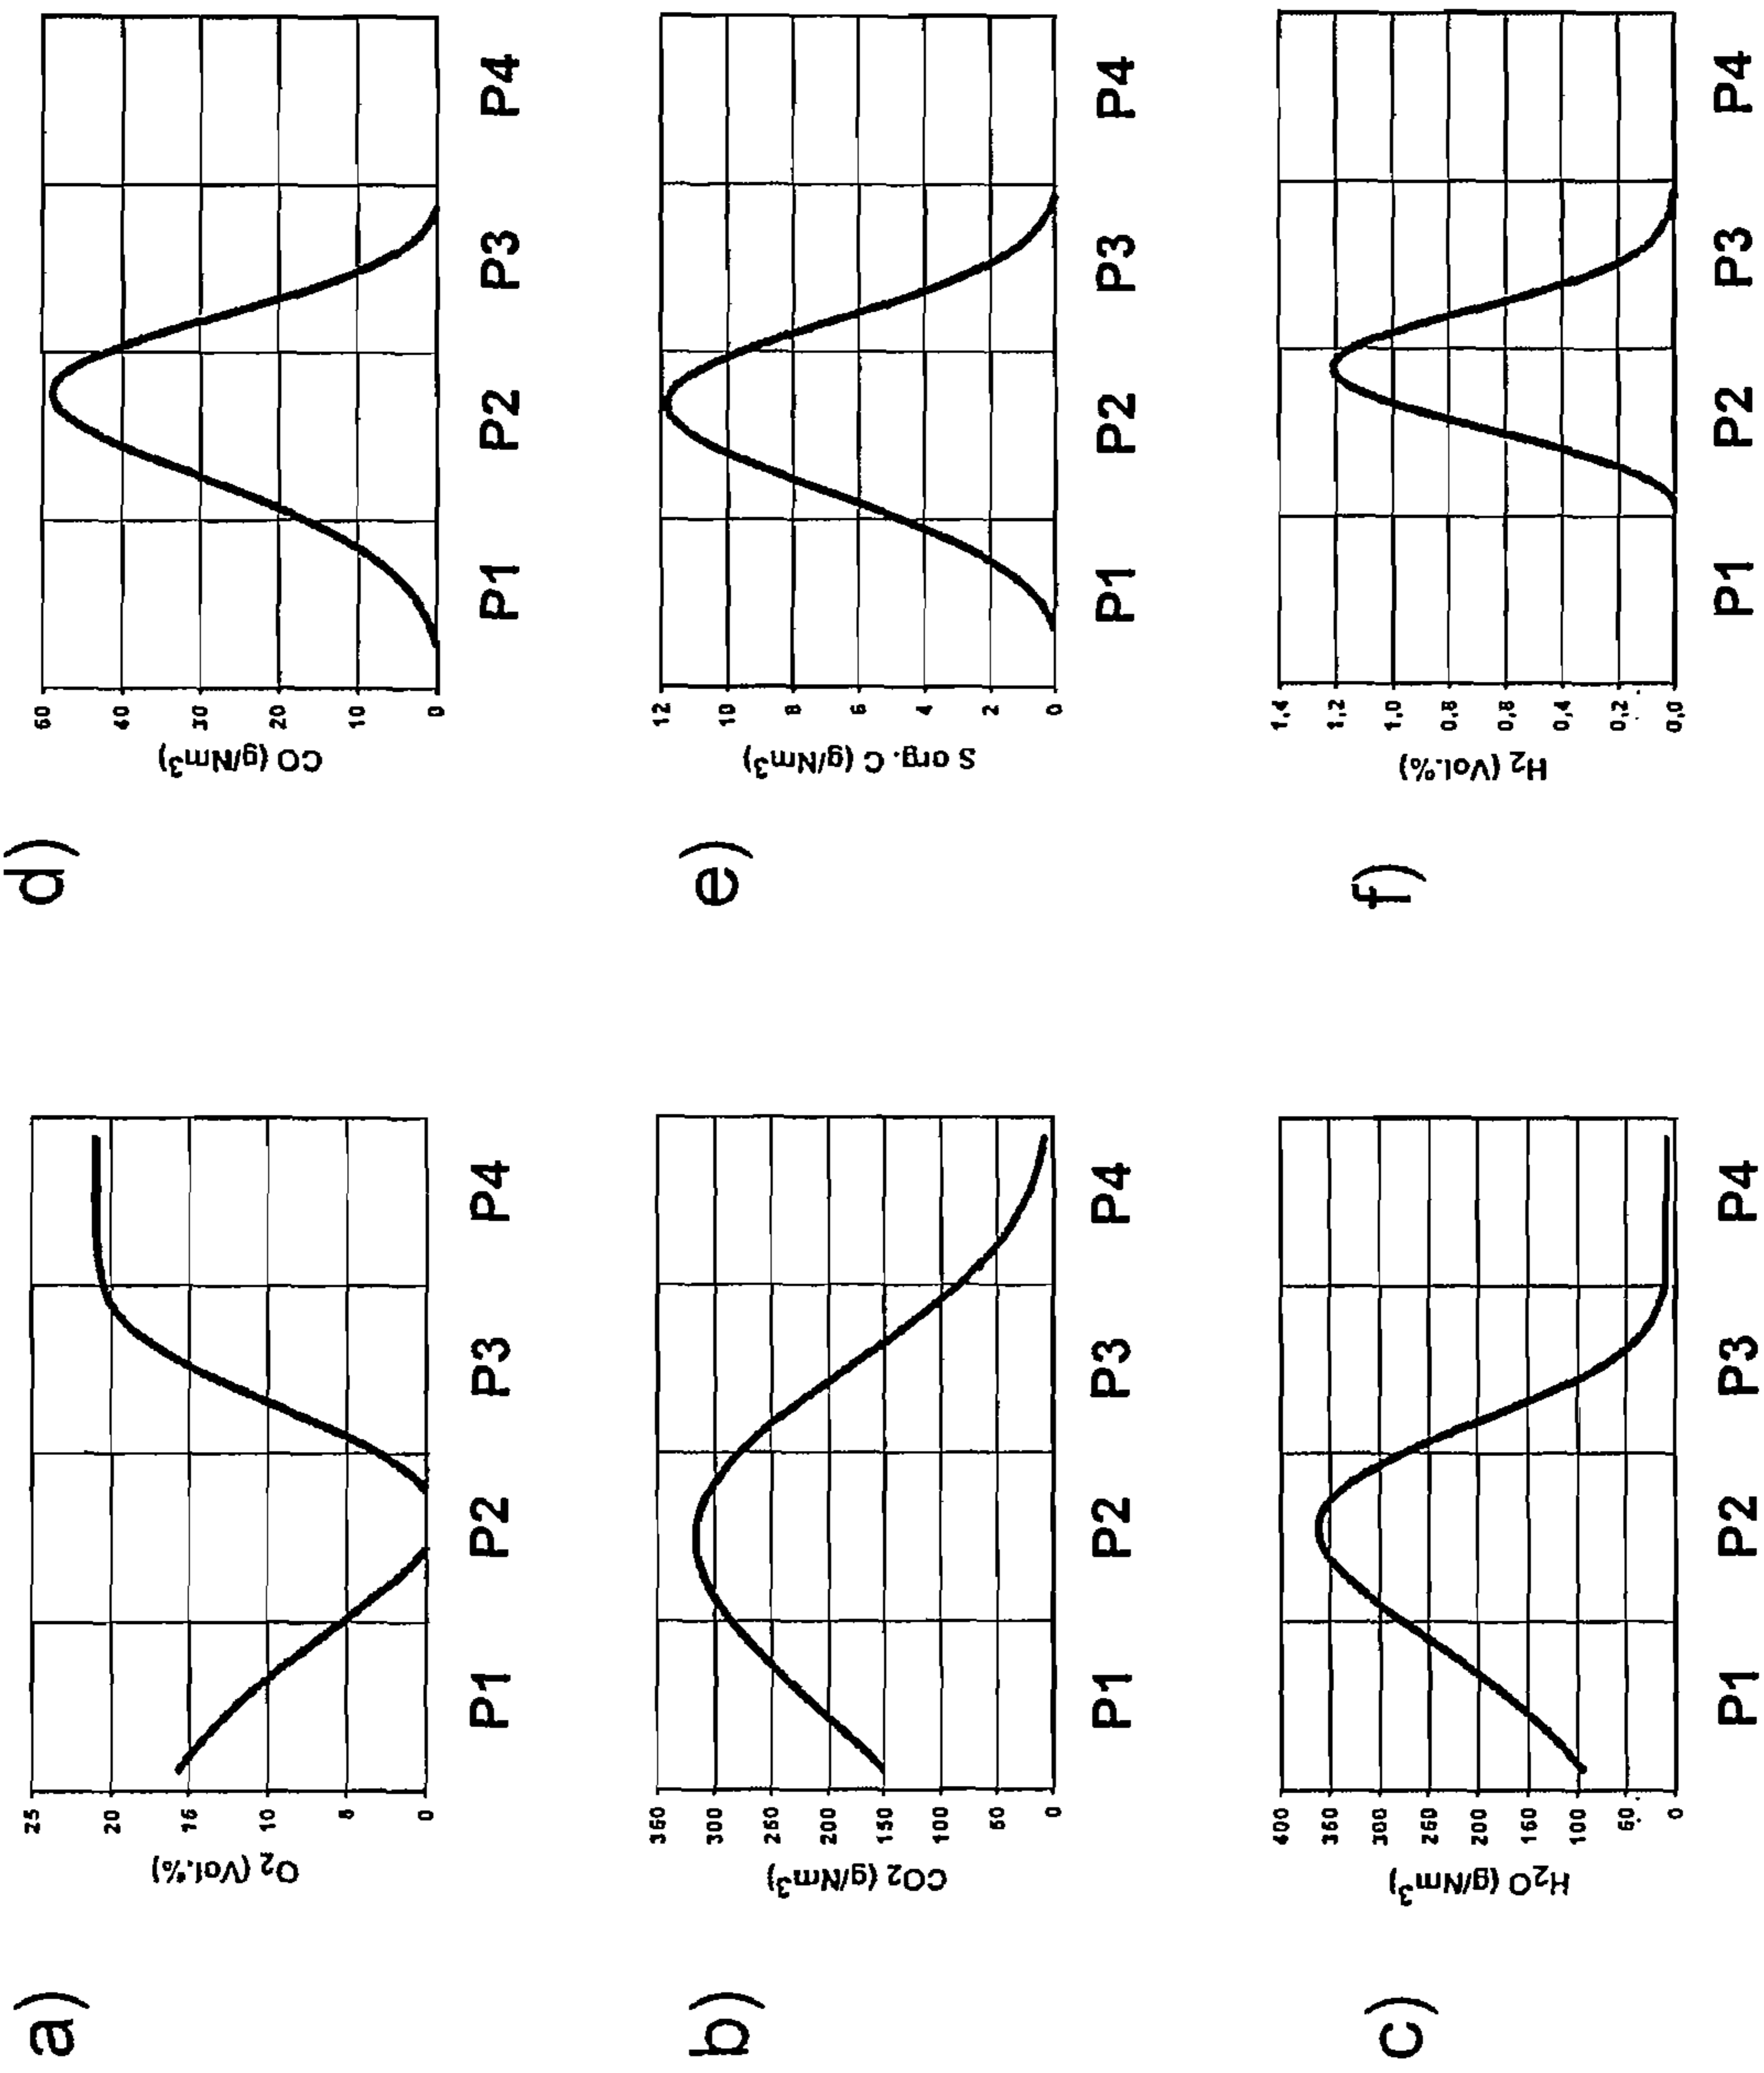 a)
O₂ (Vol.%)
25
20
15
10
5
0
P1 P2 P3 P4
d)
CO (g/Nm³)
50
40
30
20
10
0
P1 P2 P3 P4
b)
CO₂ (g/Nm³)
350
300
250
200
150
100
50
0
P1 P2 P3 P4
e)
S org. C (g/Nm³)
12
10
8
6
4
2
0
P1 P2 P3 P4
c)
H₂O (g/Nm³)
400
350
300
250
200
150
100
50
0
P1 P2 P3 P4
f)
H₂ (Vol.%)
1,4
1,2
1,0
0,8
0,6
0,4
0,2
0,0
P1 P2 P3 P4